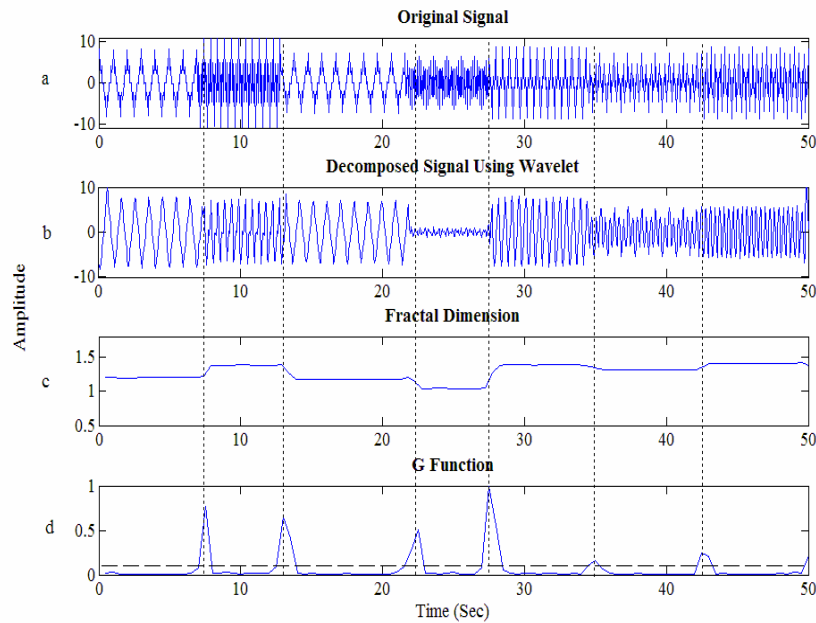 Original Signal
10
0
-10
a
0 10 20 30 40 50
Decomposed Signal Using Wavelet
10
0
-10
b
0 10 20 30 40 50
Amplitude
Fractal Dimension
1.5
1
0.5
c
0 10 20 30 40 50
G Function
1
0.5
0
d
0 10 20 30 40 50
Time (Sec)